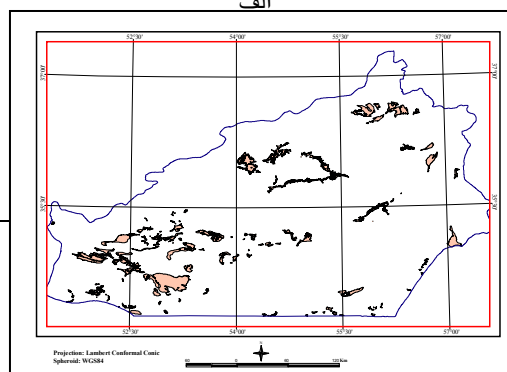 الف
52°30' 54°00' 55°30' 57°00'
37°00' 37°00'
35°30' 35°30'
52°30' 54°00' 55°30' 57°00'
Projection: Lambert Conformal Conic
Spheroid: WGS84
60 0 60 120 Km